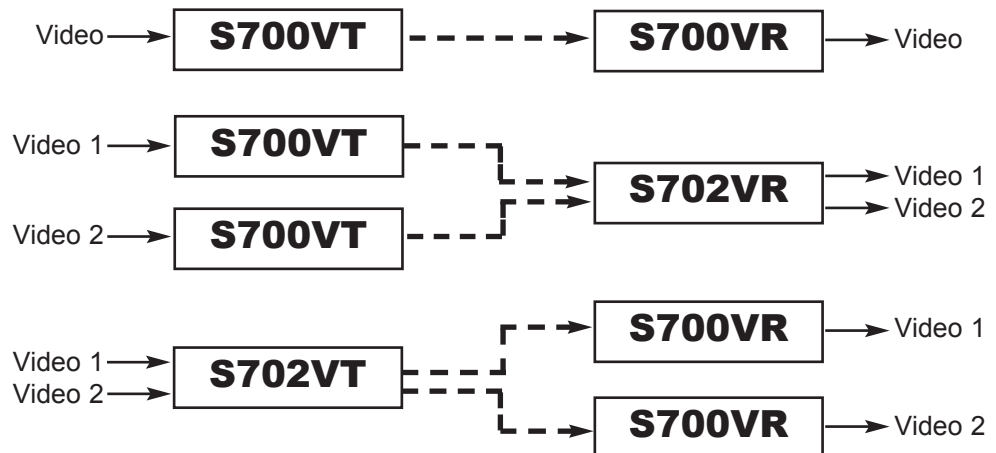 Video S700VT S700VR Video
Video 1 S700VT
S702VR Video 1
Video 2
Video 2 S700VT
S700VR Video 1
Video 1 S702VT
Video 2
S700VR Video 2